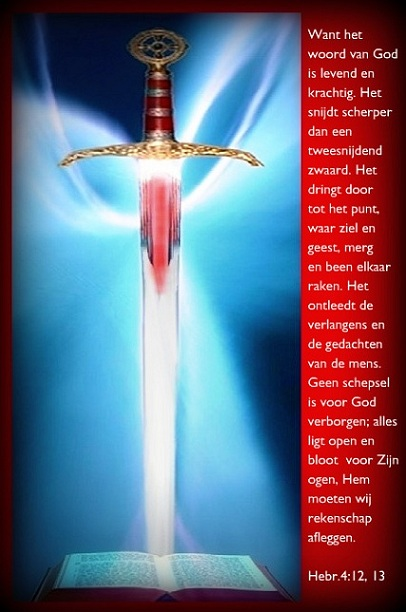 Want het
woord van God
is levend en
krachtig. Het
snijdt scherper
dan een
tweesnijdend
zwaard. Het
dringt door
tot het punt,
waar ziel en
geest, merg
en been elkaar
raken. Het
ontleedt de
verlangens en
de gedachten
van de mens.
Geen schepsel
is voor God
verborgen; alles
ligt open en
bloot voor Zijn
ogen, Hem
moeten wij
rekenschap
afleggen.
Hebr.4:12, 13